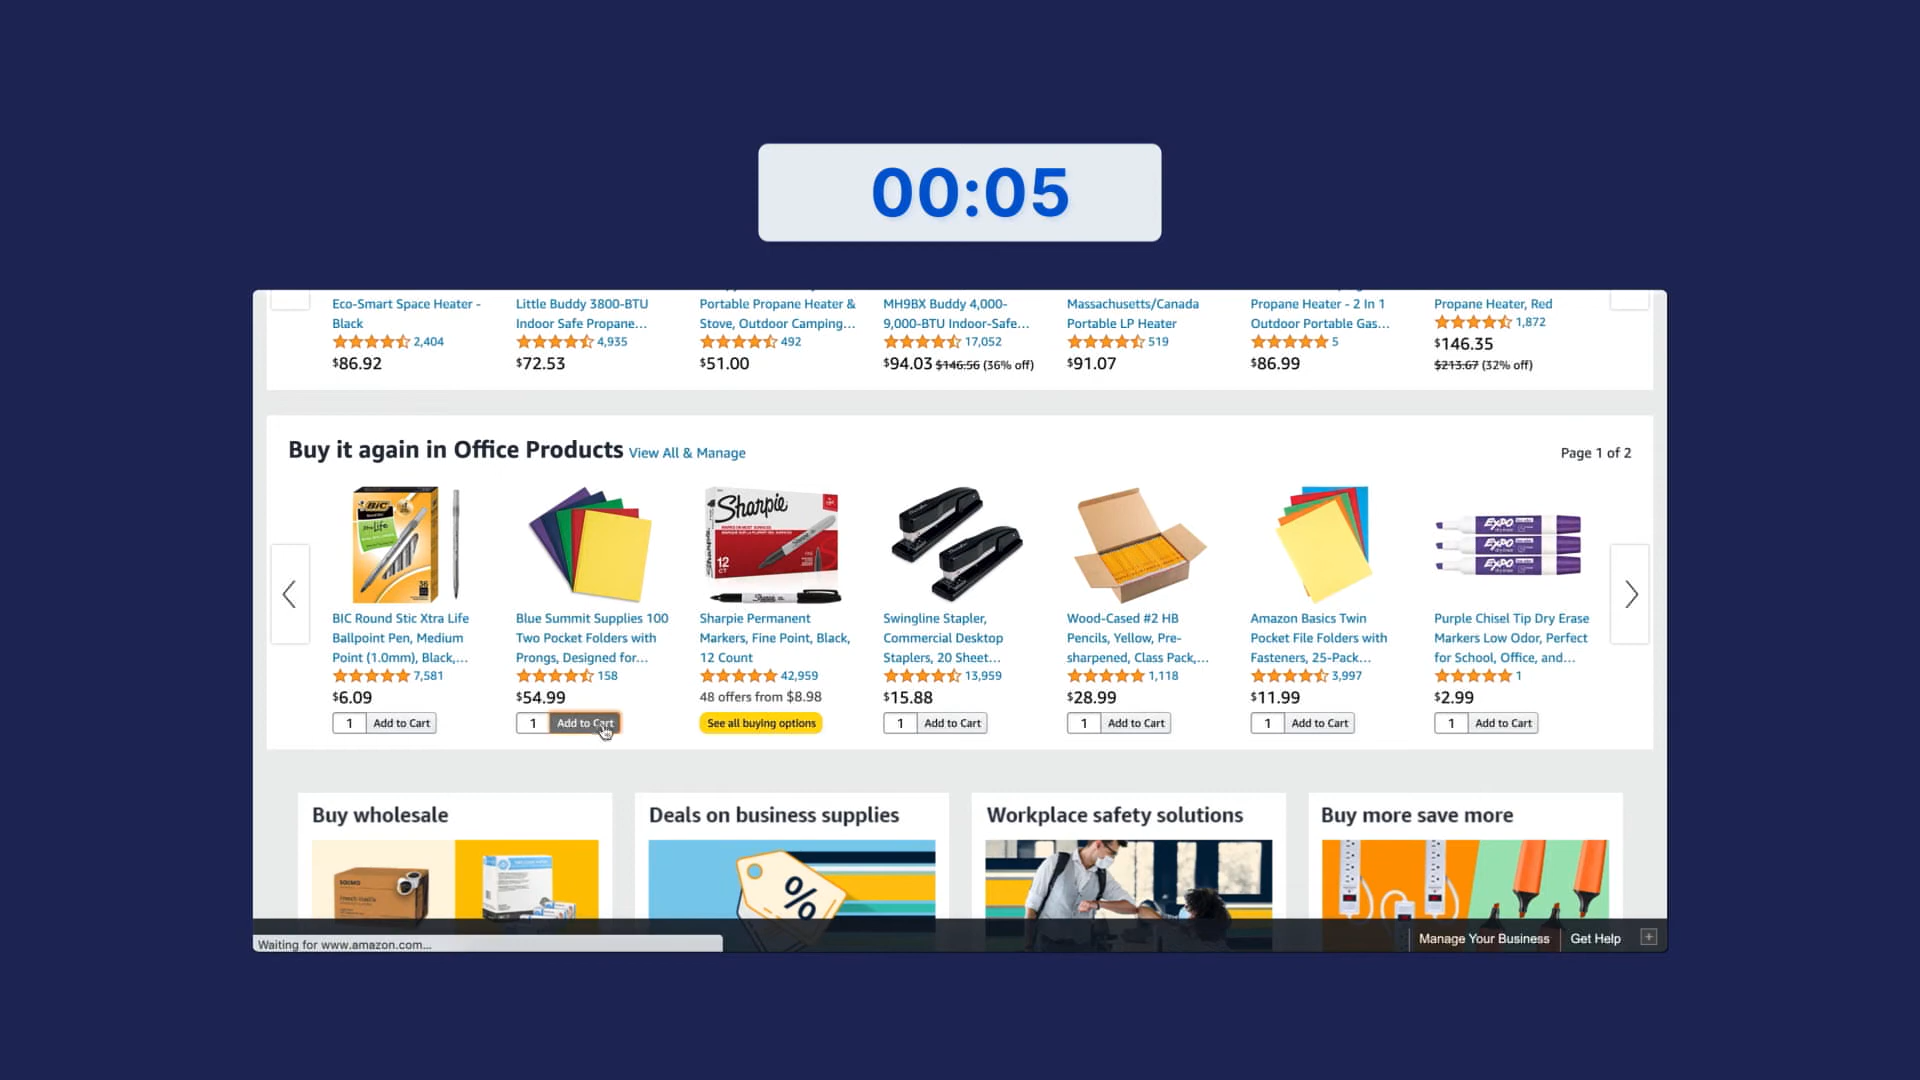 00:05
Eco-Smart Space Heater -
Black
2,404
$86.92
Little Buddy 3800-BTU
Indoor Safe Propane...
4,935
$72.53
Portable Propane Heater &
Stove, Outdoor Camping...
492
$51.00
MH9BX Buddy 4,000-
9,000-BTU Indoor-Safe...
17,052
$94.03 $146.56 (36% off)
Massachusetts/Canada
Portable LP Heater
519
$91.07
Propane Heater - 2 In 1
Outdoor Portable Gas...
5
$86.99
Propane Heater, Red
1,872
$146.35
$213.67 (32% off)
Buy it again in Office Products View All & Manage
Page 1 of 2
BIC
36
BIC Round Stic Xtra Life
Ballpoint Pen, Medium
Point (1.0mm), Black,...
7,581
$6.09
1 Add to Cart
Blue Summit Supplies 100
Two Pocket Folders with
Prongs, Designed for...
158
$54.99
1 Add to Cart
Sharpie
12
CT
Sharpie Permanent
Markers, Fine Point, Black,
12 Count
42,959
48 offers from $8.98
See all buying options
Swingline Stapler,
Commercial Desktop
Staplers, 20 Sheet...
13,959
$15.88
1 Add to Cart
Wood-Cased #2 HB
Pencils, Yellow, Pre-
sharpened, Class Pack,...
1,118
$28.99
1 Add to Cart
Amazon Basics Twin
Pocket File Folders with
Fasteners, 25-Pack...
3,997
$11.99
1 Add to Cart
EXPO
EXPO
EXPO
Purple Chisel Tip Dry Erase
Markers Low Odor, Perfect
for School, Office, and...
1
$2.99
1 Add to Cart
Buy wholesale
Deals on business supplies
%
Workplace safety solutions
Buy more save more
Waiting for www.amazon.com...
Manage Your Business
Get Help